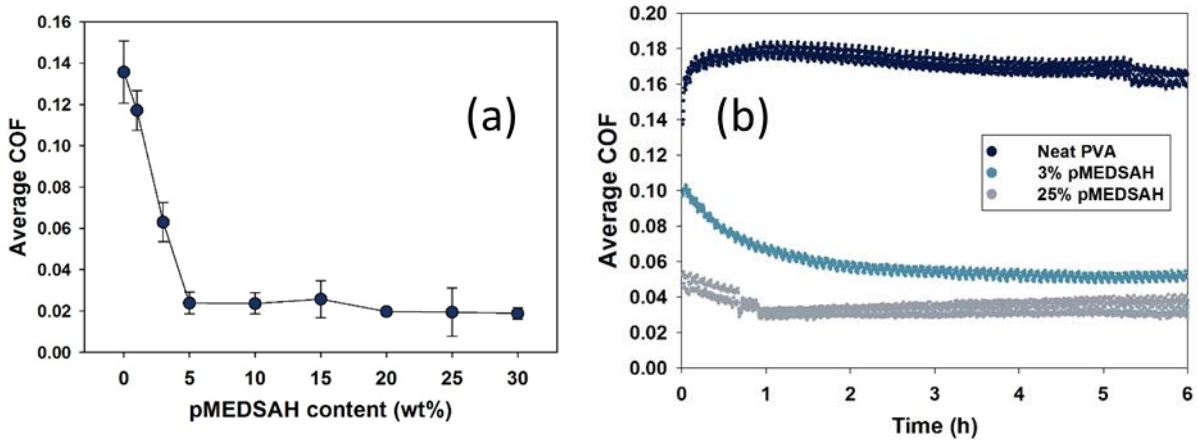 (a)
Average COF
0.16
0.14
0.12
0.10
0.08
0.06
0.04
0.02
0.00
0 5 10 15 20 25 30
pMEDSAH content (wt%)
(b)
Average COF
0.20
0.18
0.16
0.14
0.12
0.10
0.08
0.06
0.04
0.02
0.00
Neat PVA
3% pMEDSAH
25% pMEDSAH
0 1 2 3 4 5 6
Time (h)